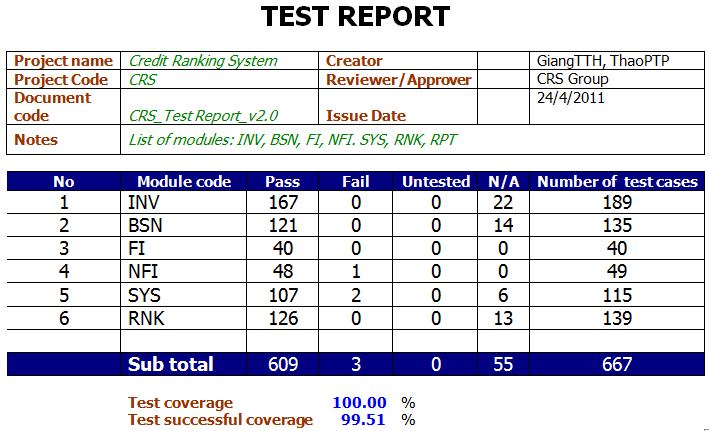 TEST REPORT
Project name Credit Ranking System Creator GiangTTH, ThaoPTP
Project Code CRS Reviewer/Approver CRS Group
Document code CRS_Test Report_v2.0 Issue Date 24/4/2011
Notes List of modules: INV, BSN, FI, NFI. SYS, RNK, RPT
No Module code Pass Fail Untested N/A Number of test cases
1 INV 167 0 0 22 189
2 BSN 121 0 0 14 135
3 FI 40 0 0 0 40
4 NFI 48 1 0 0 49
5 SYS 107 2 0 6 115
6 RNK 126 0 0 13 139
Sub total 609 3 0 55 667
Test coverage 100.00 %
Test successful coverage 99.51 %